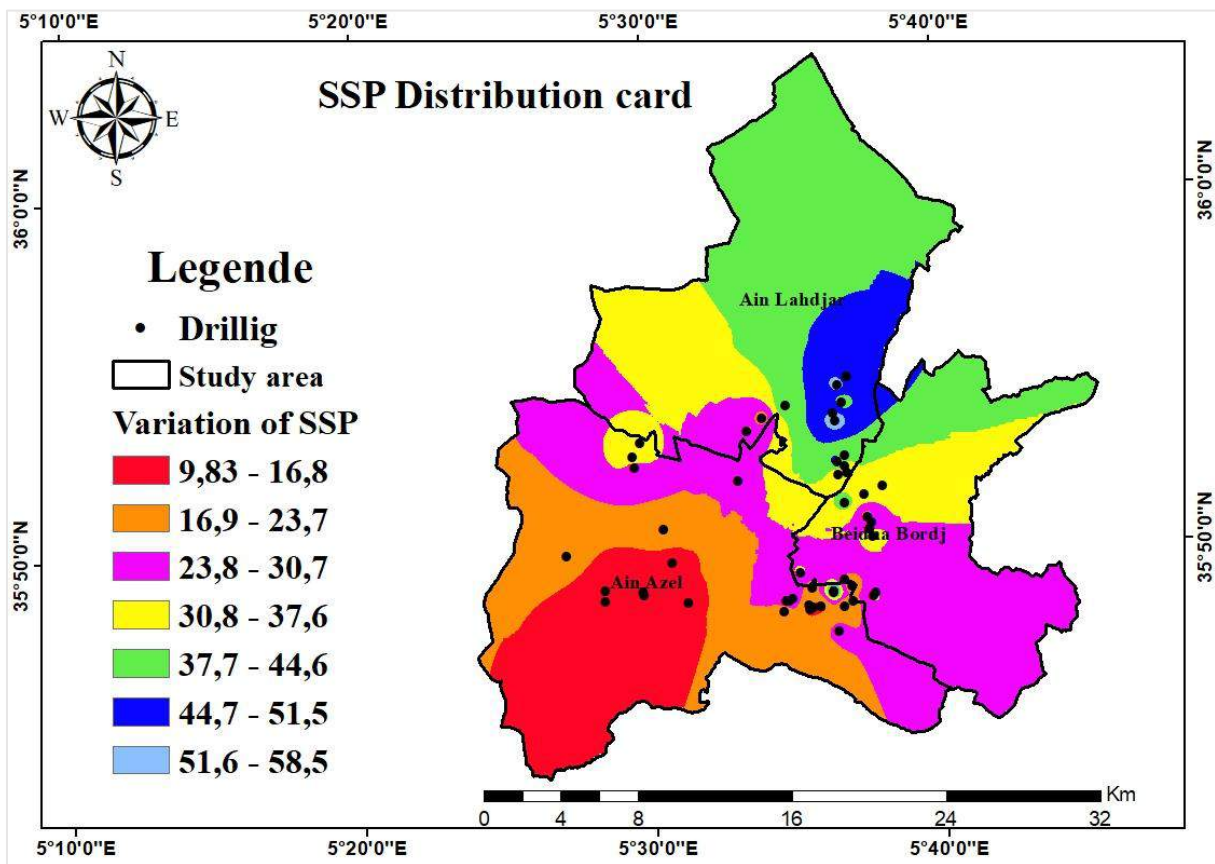 5°10'0"E 5°20'0"E 5°30'0"E 5°40'0"E
N
W E
S
SSP Distribution card
36°0'0"N
36°0'0"N
Legende
Drillig
Study area
Variation of SSP
9,83 - 16,8
16,9 - 23,7
23,8 - 30,7
30,8 - 37,6
37,7 - 44,6
44,7 - 51,5
51,6 - 58,5
Ain Lahdjar
Beidha Bordj
Ain Azel
35°50'0"N
35°50'0"N
Km
0 4 8 16 24 32
5°10'0"E 5°20'0"E 5°30'0"E 5°40'0"E